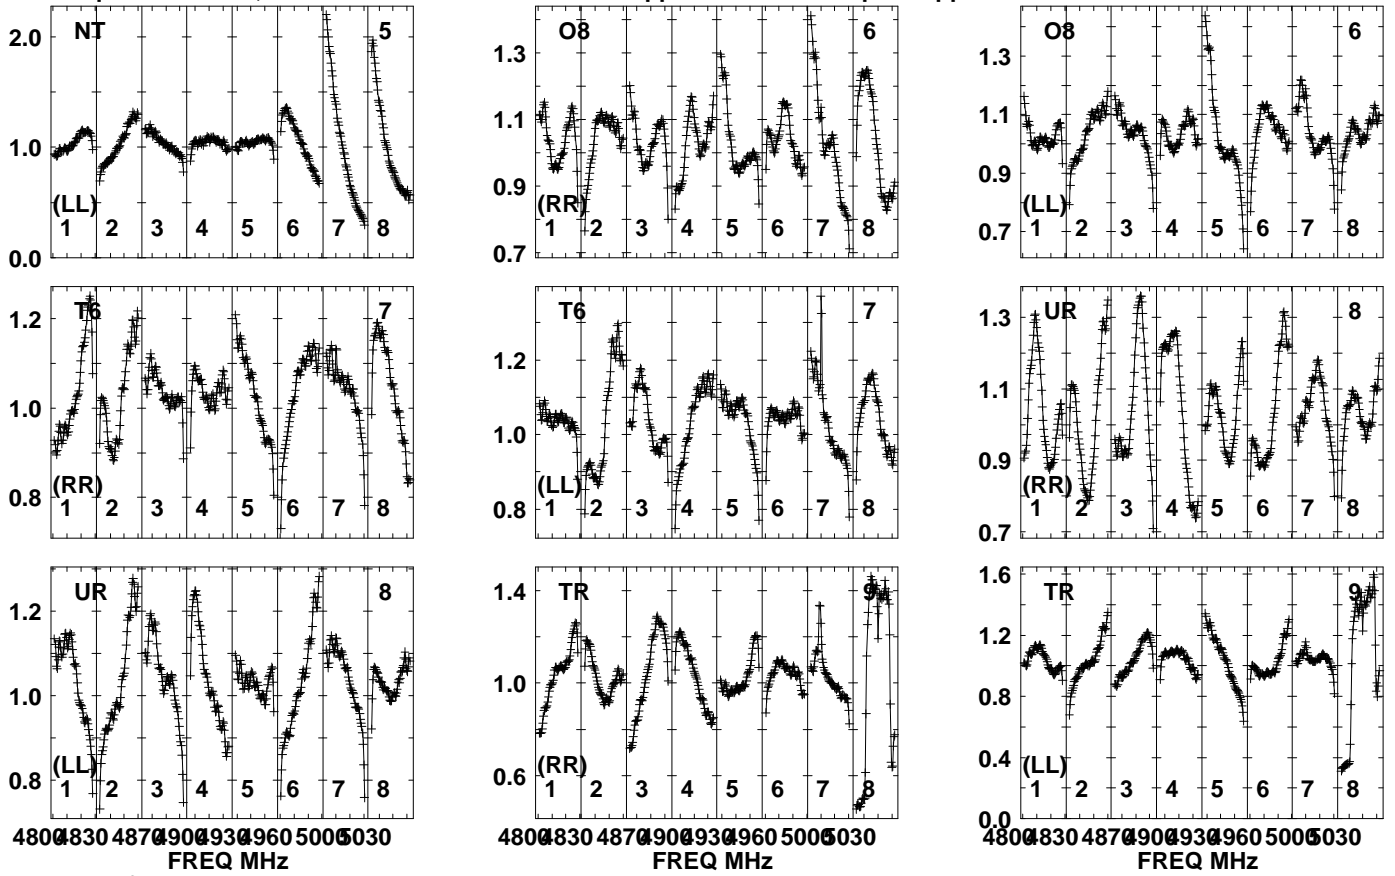 NT 5
2.0
1.0
0.0
(LL)
1 2 3 4 5 6 7 8
O8 6
1.3
1.1
0.9
0.7
(RR)
1 2 3 4 5 6 7 8
O8 6
1.3
1.1
0.9
0.7
(LL)
1 2 3 4 5 6 7 8
T6 7
1.2
1.0
0.8
(RR)
1 2 3 4 5 6 7 8
T6 7
1.2
1.0
0.8
(LL)
1 2 3 4 5 6 7 8
UR 8
1.3
1.1
0.9
0.7
(RR)
1 2 3 4 5 6 7 8
UR 8
1.2
1.0
0.8
(LL)
1 2 3 4 5 6 7 8
4800 4830 4870 4900 4930 4960 5000 5030
FREQ MHz
TR 9
1.4
1.0
0.6
(RR)
1 2 3 4 5 6 7 8
4800 4830 4870 4900 4930 4960 5000 5030
FREQ MHz
TR 9
1.6
1.2
0.8
0.4
0.0
(LL)
1 2 3 4 5 6 7 8
4800 4830 4870 4900 4930 4960 5000 5030
FREQ MHz